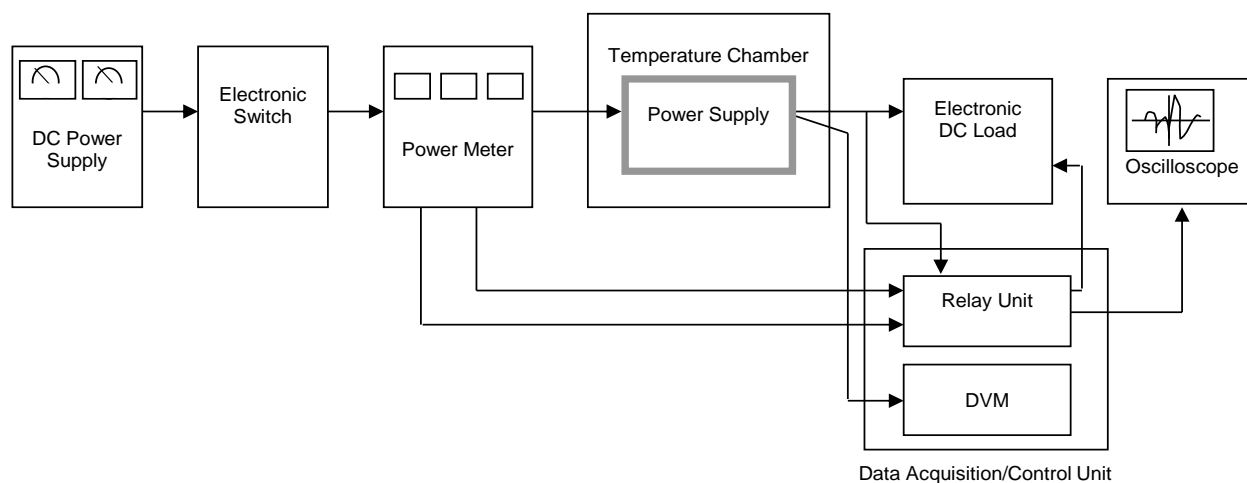 DC Power
Supply
Electronic
Switch
Power Meter
Temperature Chamber
Power Supply
Electronic
DC Load
Oscilloscope
Relay Unit
DVM
Data Acquisition/Control Unit